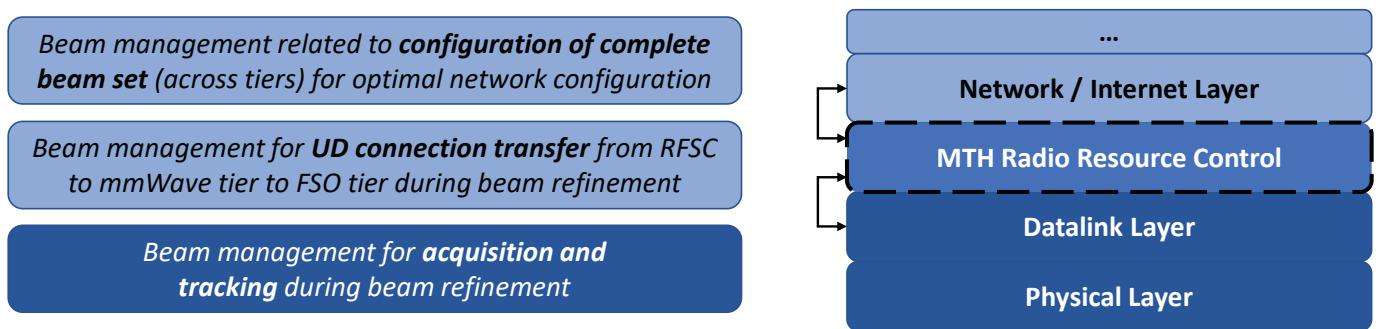 Beam management related to configuration of complete
beam set (across tiers) for optimal network configuration
Beam management for UD connection transfer from RFSC
to mmWave tier to FSO tier during beam refinement
Beam management for acquisition and
tracking during beam refinement
...
Network / Internet Layer
MTH Radio Resource Control
Datalink Layer
Physical Layer